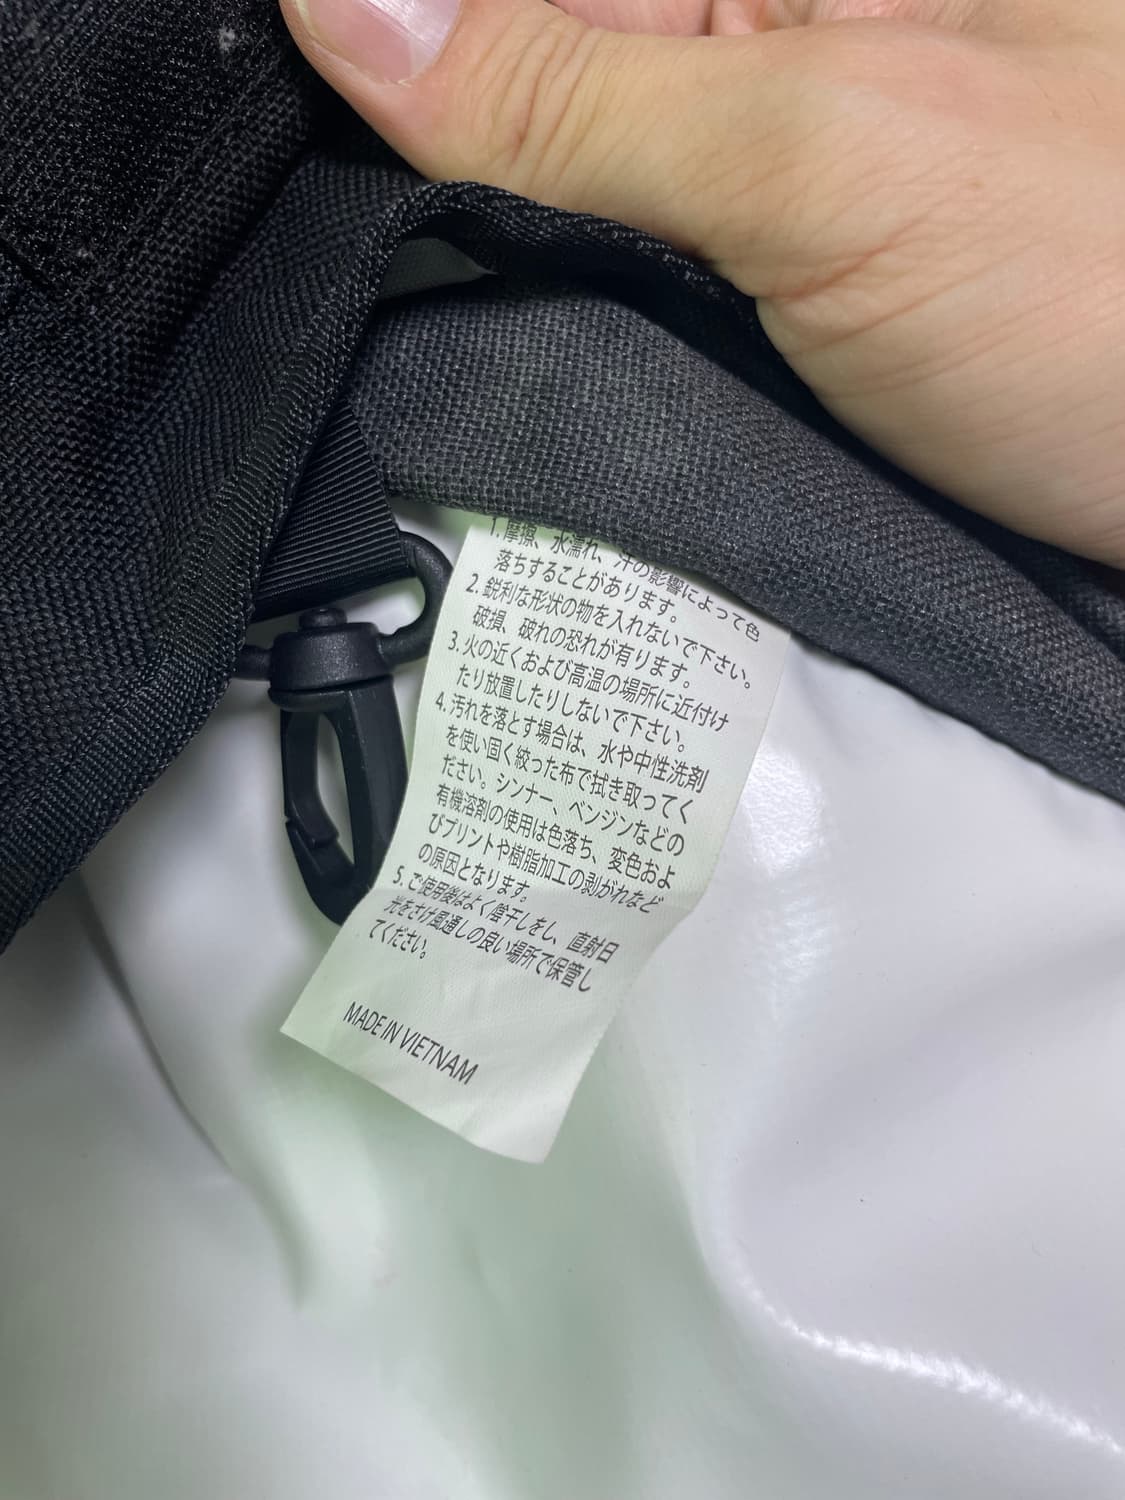 1. 摩擦、水濡れ、汗の影響によって色
落ちすることがあります。
2. 鋭利な形状の物を入れないで下さい。
破損、破れの恐れが有ります。
3. 火の近くおよび高温の場所に近付け
たり放置したりしないで下さい。
4. 汚れを落とす場合は、水や中性洗剤
を使い固く絞った布で拭き取ってく
ださい。シンナー、ベンジンなどの
有機溶剤の使用は色落ち、変色およ
びプリントや樹脂加工の剥がれなど
の原因となります。
5. ご使用後はよく陰干しをし、直射日
光をさけ風通しの良い場所で保管し
てください。
MADE IN VIETNAM